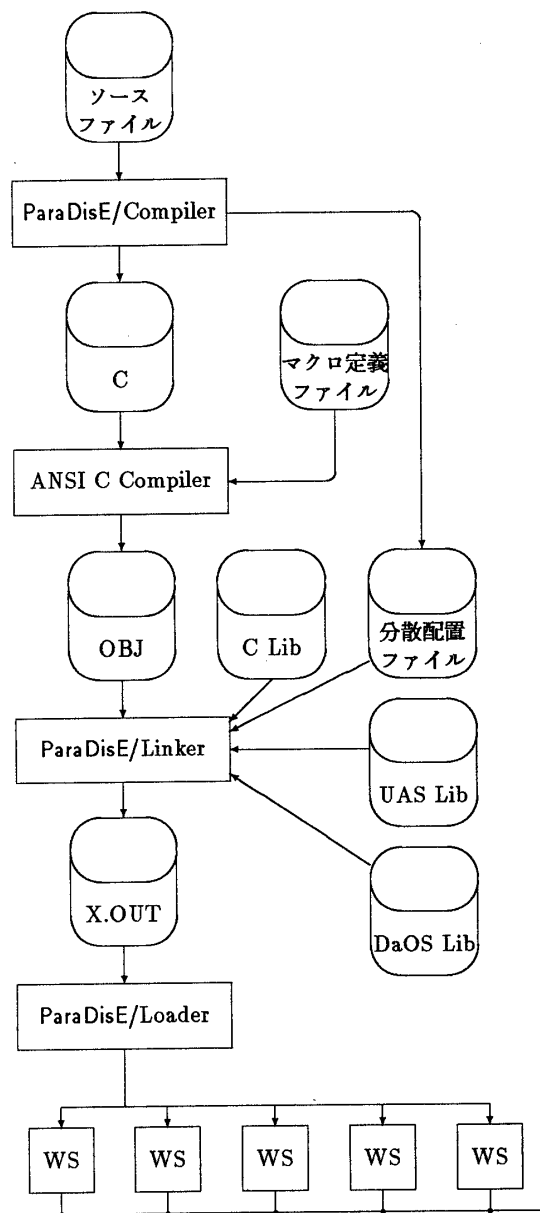 ソース
ファイル
ParaDisE/Compiler
C
マクロ定義
ファイル
ANSI C Compiler
OBJ
C Lib
分散配置
ファイル
ParaDisE/Linker
UAS Lib
X.OUT
DaOS Lib
ParaDisE/Loader
WS
WS
WS
WS
WS